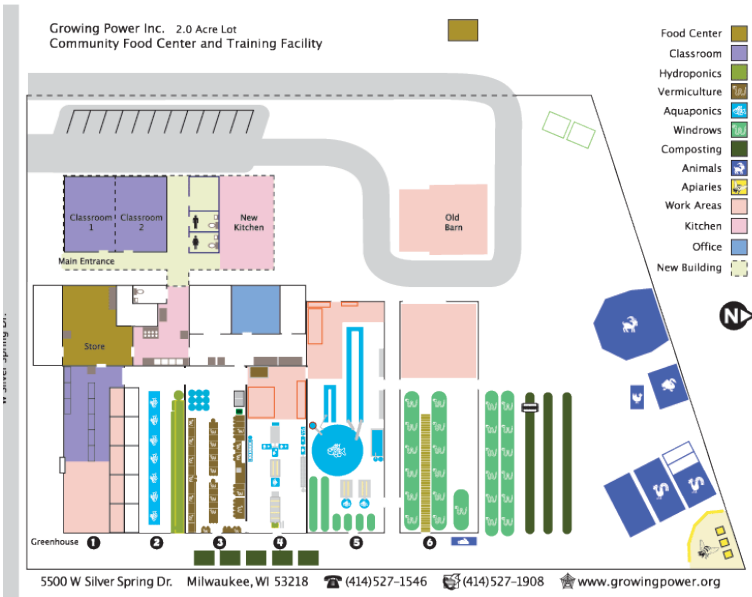 Growing Power Inc. 2.0 Acre Lot
Community Food Center and Training Facility
Food Center
Classroom
Hydroponics
Vermiculture
Aquaponics
Windrows
Composting
Animals
Apiaries
Work Areas
Kitchen
Office
New Building
Classroom 1
Classroom 2
New Kitchen
Old Barn
Main Entrance
Store
W Silver Spring Dr.
N
Greenhouse 1 2 3 4 5 6
5500 W Silver Spring Dr. Milwaukee, WI 53218 (414)527-1546 (414)527-1908 www.growingpower.org